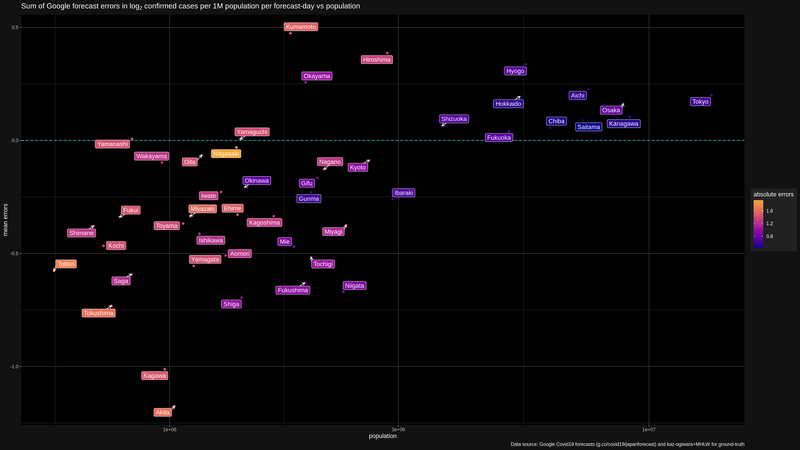 Sum of Google forecast errors in log2 confirmed cases per 1M population per forecast-day vs population
mean errors
0.5
0.0
-0.5
-1.0
Kumamoto
Hiroshima
Okayama
Hyogo
Aichi
Hokkaido
Tokyo
Osaka
Shizuoka
Chiba
Saitama
Kanagawa
Fukuoka
Yamaguchi
Yamanashi
Wakayama
Oita
Nagasaki
Nagano
Kyoto
Okinawa
Gifu
Gunma
Ibaraki
Iwate
Fukui
Miyazaki
Ehime
Toyama
Kagoshima
Shimane
Miyagi
Kochi
Ishikawa
Mie
Aomori
Yamagata
Tottori
Tochigi
Saga
Fukushima
Niigata
Shiga
Tokushima
Kagawa
Akita
1e+06
3e+06
1e+07
population
absolute errors
1.6
1.2
0.8
Data source: Google Covid19 forecasts (g.co/covid19/japanforecast) and kaz-ogiwara+MHLW for ground-truth